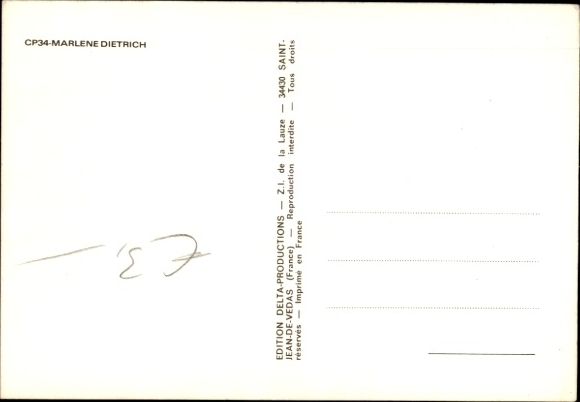 CP34-MARLENE DIETRICH
EDITION DELTA-PRODUCTIONS — Z.I. de la Lauze — 34430 SAINT-
JEAN-DE-VEDAS (France) — Reproduction interdite — Tous droits
réservés — Imprimé en France